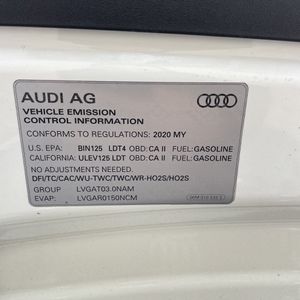 AUDI AG
VEHICLE EMISSION
CONTROL INFORMATION
CONFORMS TO REGULATIONS: 2020 MY
U.S. EPA: BIN125 LDT4 OBD: CA II FUEL:GASOLINE
CALIFORNIA: ULEV125 LDT OBD: CA II FUEL:GASOLINE
NO ADJUSTMENTS NEEDED.
DFI/TC/CAC/WU-TWC/TWC/WR-HO2S/HO2S
GROUP LVGAT03.0NAM
EVAP: LVGAR0150NCM